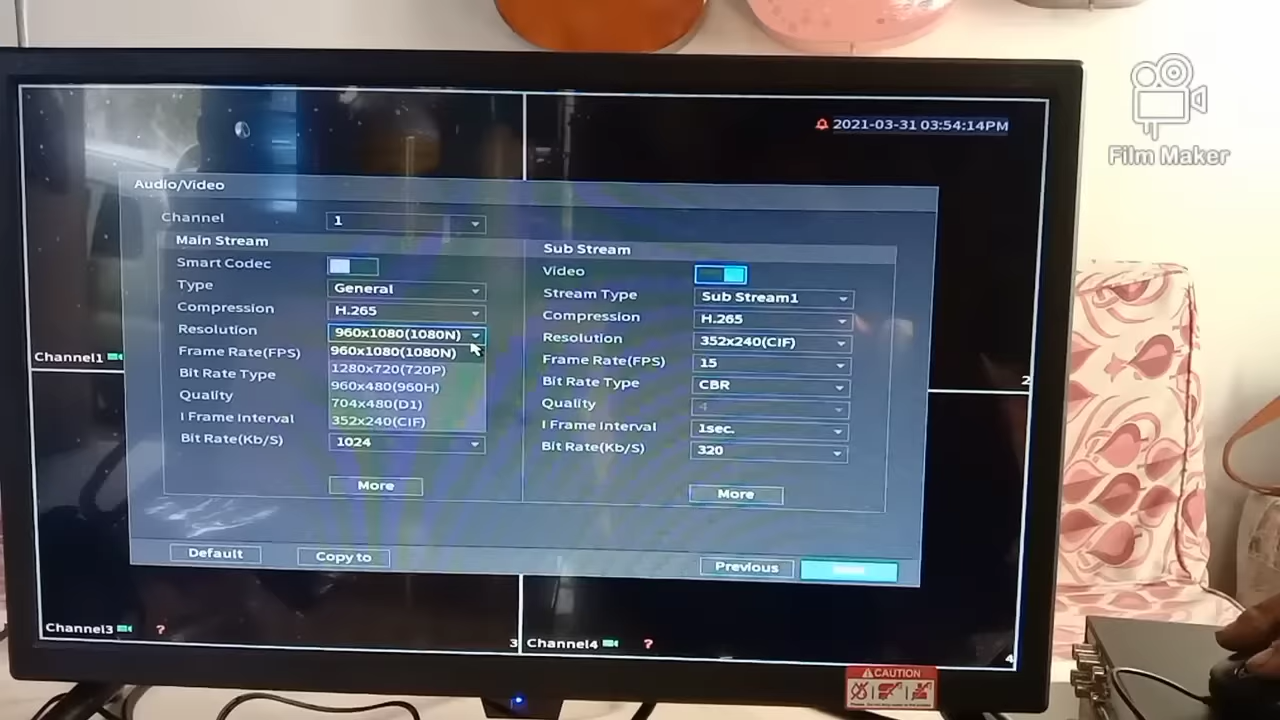 2021-03-31 03:54:14PM
Film Maker
Audio/Video
Channel 1
Main Stream
Smart Codec
Type General
Compression H.265
Resolution 960x1080(1080N)
960x1080(1080N)
1280x720(720P)
960x480(960H)
704x480(D1)
352x240(CIF)
Frame Rate(FPS)
Bit Rate Type
Quality
I Frame Interval
Bit Rate(Kb/S) 1024
More
Sub Stream
Video
Stream Type Sub Stream1
Compression H.265
Resolution 352x240(CIF)
Frame Rate(FPS) 15
Bit Rate Type CBR
Quality 4
I Frame Interval 1sec.
Bit Rate(Kb/S) 320
More
Default
Copy to
Previous
Channel1
2
Channel3 ?
3
Channel4 ?
4
CAUTION